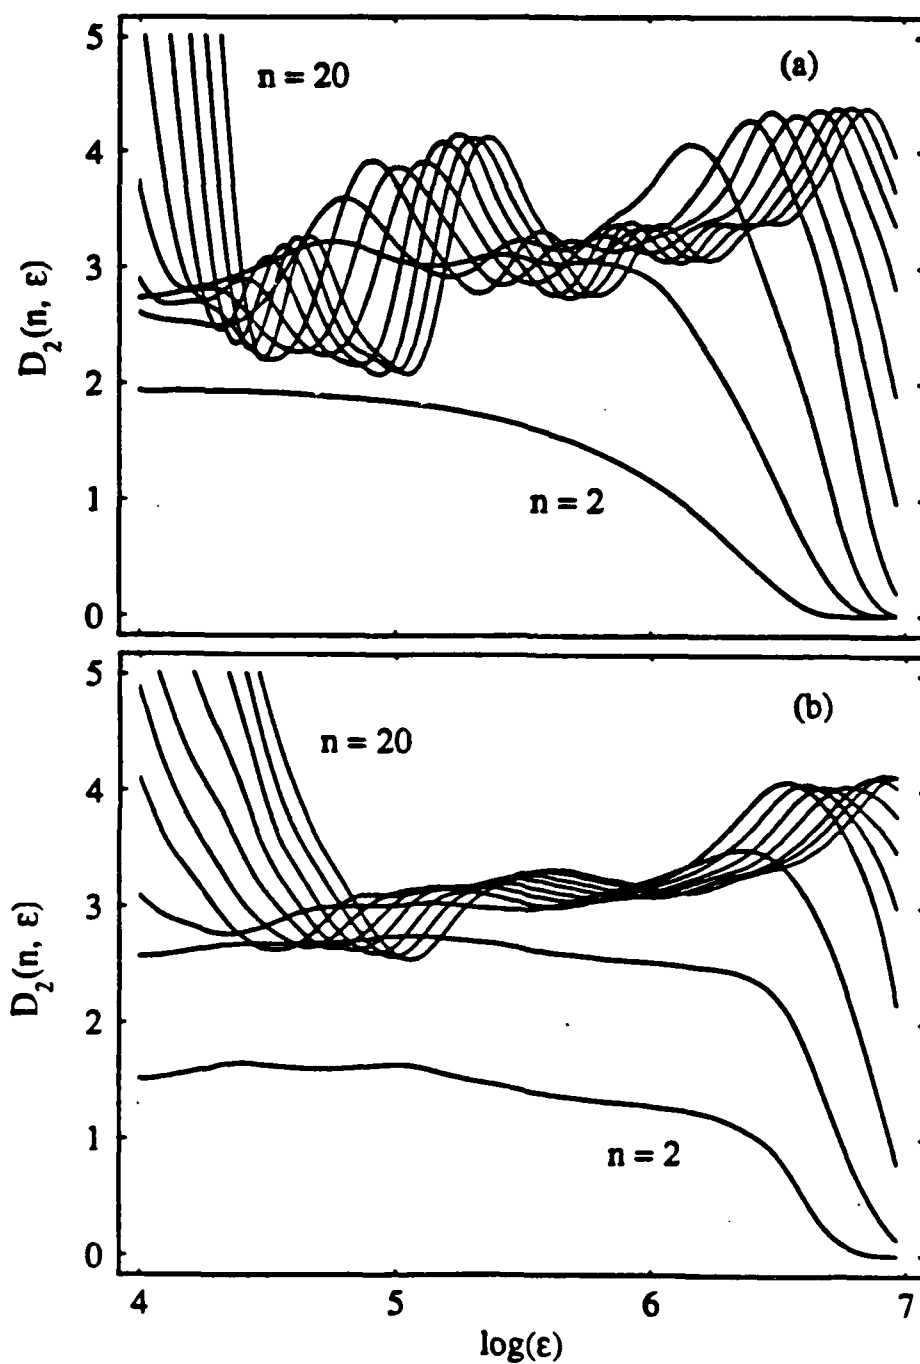 5
4
3
2
1
0
D₂(n, ε)
n = 20
(a)
n = 2
5
4
3
2
1
0
D₂(n, ε)
n = 20
(b)
n = 2
4 5 6 7
log(ε)